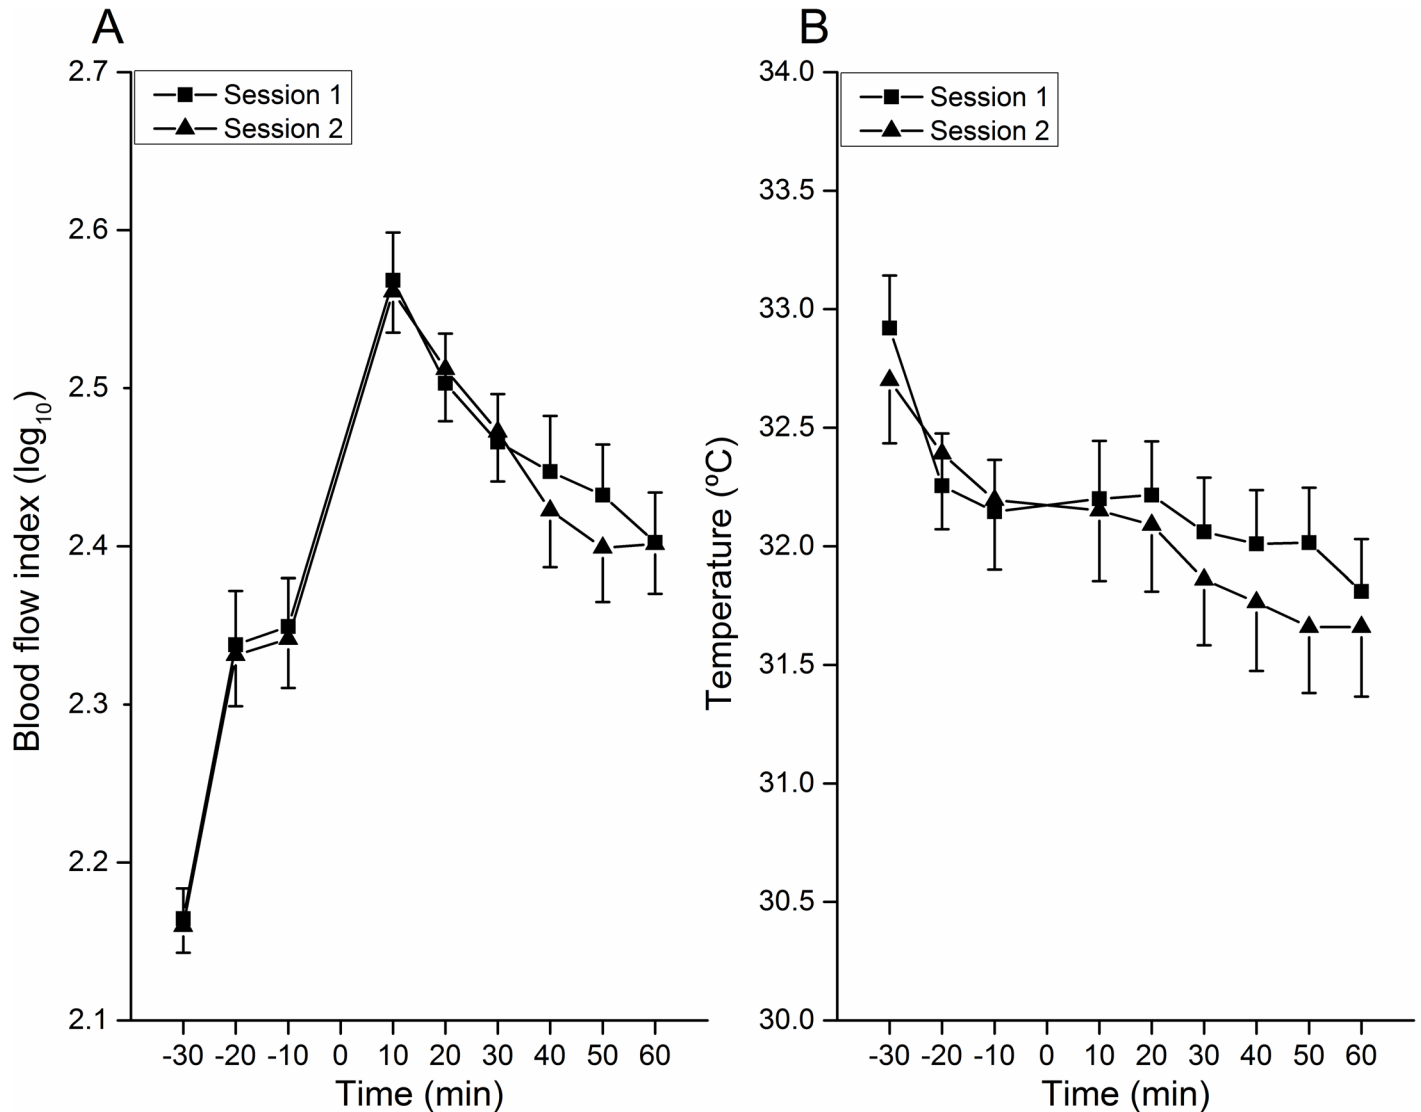 A
2.7
2.6
2.5
2.4
2.3
2.2
2.1
Blood flow index (log10)
Session 1
Session 2
-30 -20 -10 0 10 20 30 40 50 60
Time (min)
B
34.0
33.5
33.0
32.5
32.0
31.5
31.0
30.5
30.0
Temperature (ºC)
Session 1
Session 2
-30 -20 -10 0 10 20 30 40 50 60
Time (min)